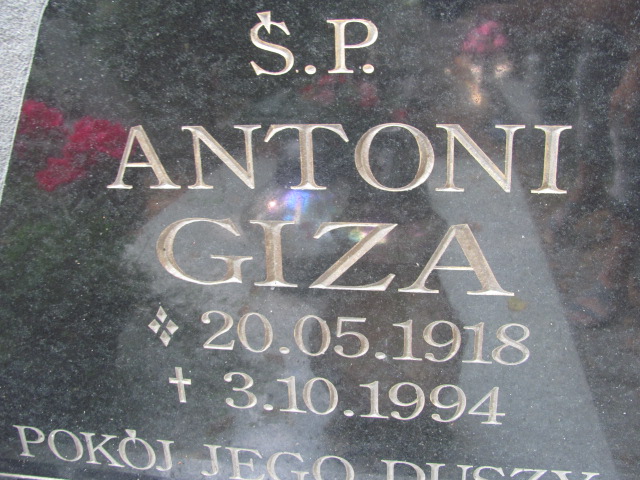 Ś.P.
ANTONI
GIZA
❖ 20.05.1918
✝ 3.10.1994
POKÓJ JEGO DUSZY